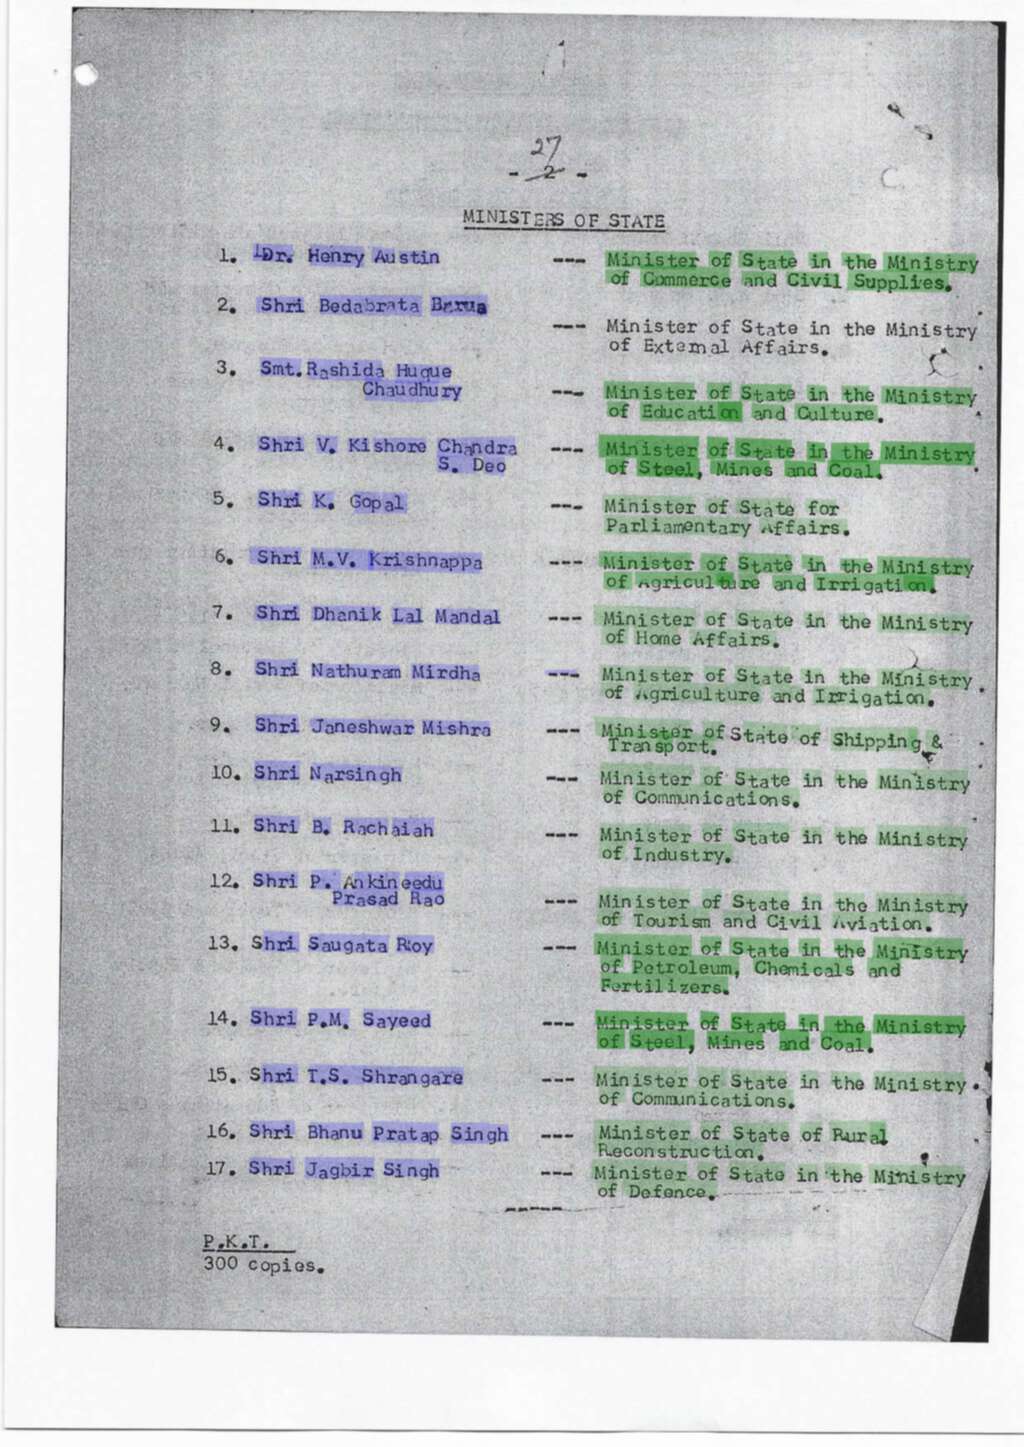 27
- 2 -
MINISTERS OF STATE
1. Dr. Henry Austin --- Minister of State in the Ministry
of Commerce and Civil Supplies.
2. Shri Bedabrata Barua
--- Minister of State in the Ministry
of External Affairs.
3. Smt. Rashida Huque
Chaudhury --- Minister of State in the Ministry
of Education and Culture.
4. Shri V. Kishore Chandra --- Minister of State in the Ministry
S. Deo of Steel, Mines and Coal.
5. Shri K. Gopal --- Minister of State for
Parliamentary Affairs.
6. Shri M.V. Krishnappa --- Minister of State in the Ministry
of Agriculture and Irrigation.
7. Shri Dhanik Lal Mandal --- Minister of State in the Ministry
of Home Affairs.
8. Shri Nathuram Mirdha --- Minister of State in the Ministry
of Agriculture and Irrigation.
9. Shri Janeshwar Mishra --- Minister of State of Shipping &
Transport.
10. Shri Narsingh --- Minister of State in the Ministry
of Communications.
11. Shri B. Rachaiah --- Minister of State in the Ministry
of Industry.
12. Shri P. Ankineedu
Prasad Rao --- Minister of State in the Ministry
of Tourism and Civil Aviation.
13. Shri Saugata Roy --- Minister of State in the Ministry
of Petroleum, Chemicals and
Fertilizers.
14. Shri P.M. Sayeed --- Minister of State in the Ministry
of Steel, Mines and Coal.
15. Shri T.S. Shrangare --- Minister of State in the Ministry
of Communications.
16. Shri Bhanu Pratap Singh --- Minister of State of Rural
Reconstruction.
17. Shri Jagbir Singh --- Minister of State in the Ministry
of Defence.
-----
P.K.T.
300 copies.